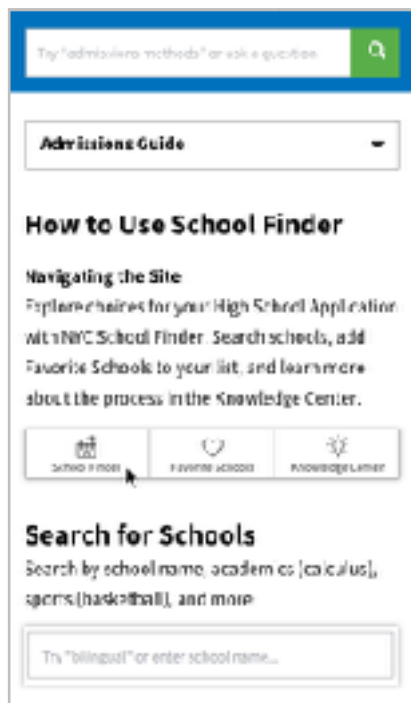 Try "admissions methods" or ask a question
Admissions Guide
How to Use School Finder
Navigating the Site
Explore choices for your High School Application
with NYC School Finder. Search schools, add
Favorite Schools to your list, and learn more
about the process in the Knowledge Center.
School Finder Favorite Schools Knowledge Center
Search for Schools
Search by school name, academics (calculus),
sports (basketball), and more
Try "bilingual" or enter school name...